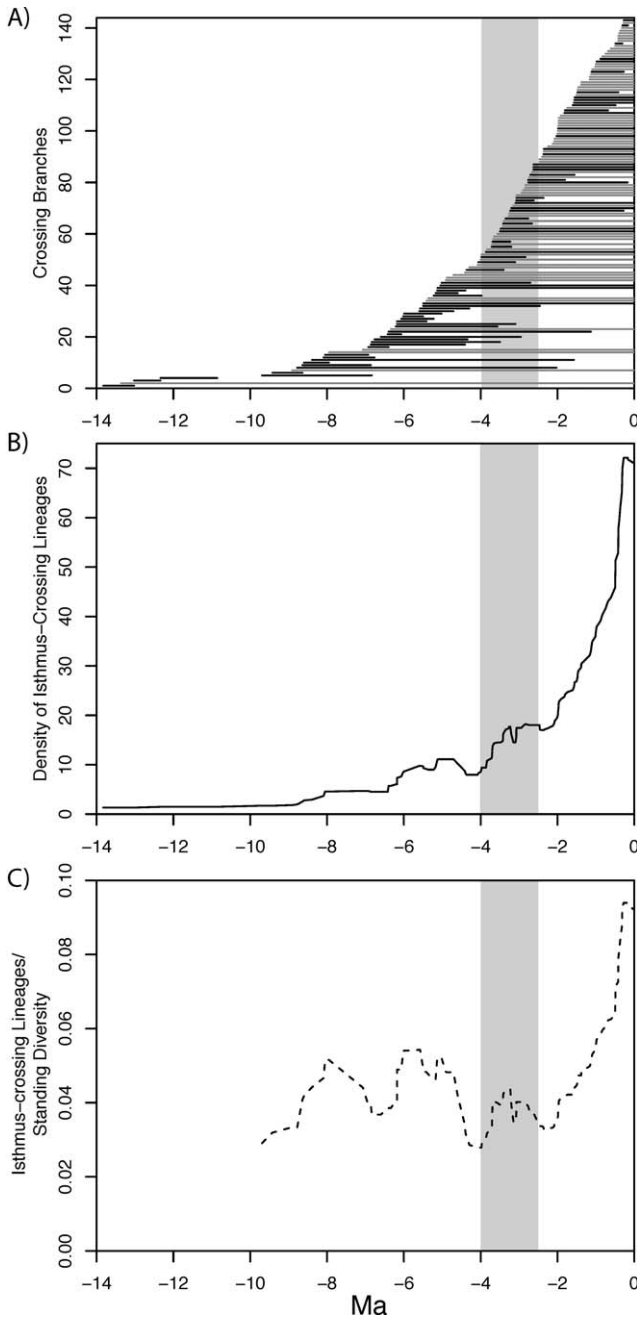 A)
140
120
100
80
60
40
20
0
Crossing Branches
−14 −12 −10 −8 −6 −4 −2 0
B)
70
60
50
40
30
20
10
0
Density of Isthmus−Crossing Lineages
−14 −12 −10 −8 −6 −4 −2 0
C)
0.10
0.08
0.06
0.04
0.02
0.00
Isthmus−crossing Lineages/
Standing Diversity
−14 −12 −10 −8 −6 −4 −2 0
Ma